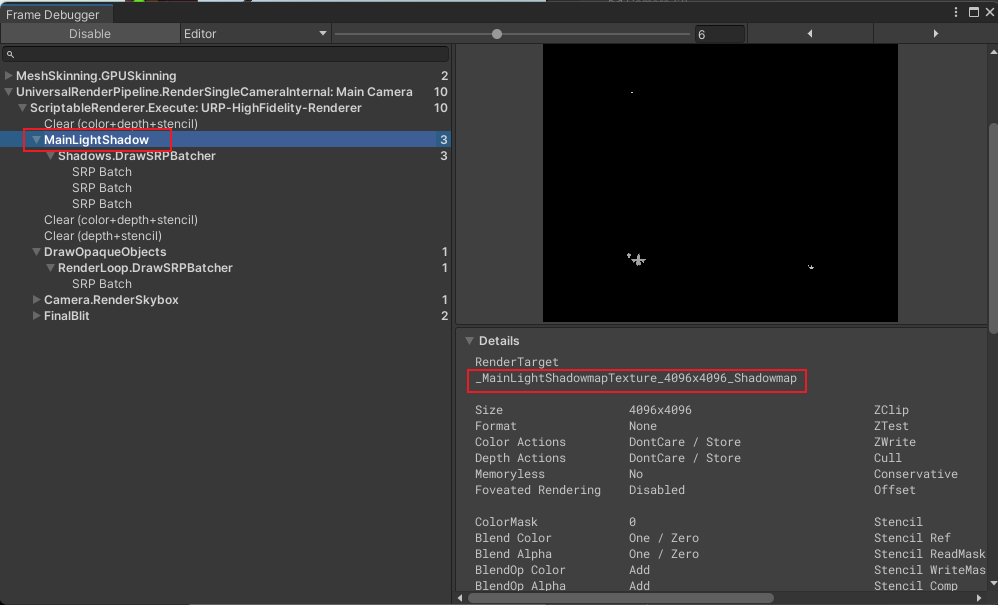 Frame Debugger
Disable Editor 6
MeshSkinning.GPUSkinning 2
UniversalRenderPipeline.RenderSingleCameraInternal: Main Camera 10
ScriptableRenderer.Execute: URP-HighFidelity-Renderer 10
Clear (color+depth+stencil)
MainLightShadow 3
Shadows.DrawSRPBatcher 3
SRP Batch
SRP Batch
SRP Batch
Clear (color+depth+stencil)
Clear (depth+stencil)
DrawOpaqueObjects 1
RenderLoop.DrawSRPBatcher 1
SRP Batch
Camera.RenderSkybox 1
FinalBlit 2
Details
RenderTarget
_MainLightShadowmapTexture_4096x4096_Shadowmap
Size 4096x4096 ZClip
Format None ZTest
Color Actions DontCare / Store ZWrite
Depth Actions DontCare / Store Cull
Memoryless No Conservative
Foveated Rendering Disabled Offset
ColorMask 0 Stencil
Blend Color One / Zero Stencil Ref
Blend Alpha One / Zero Stencil ReadMask
BlendOp Color Add Stencil WriteMas
BlendOp Alpha Add Stencil Comp